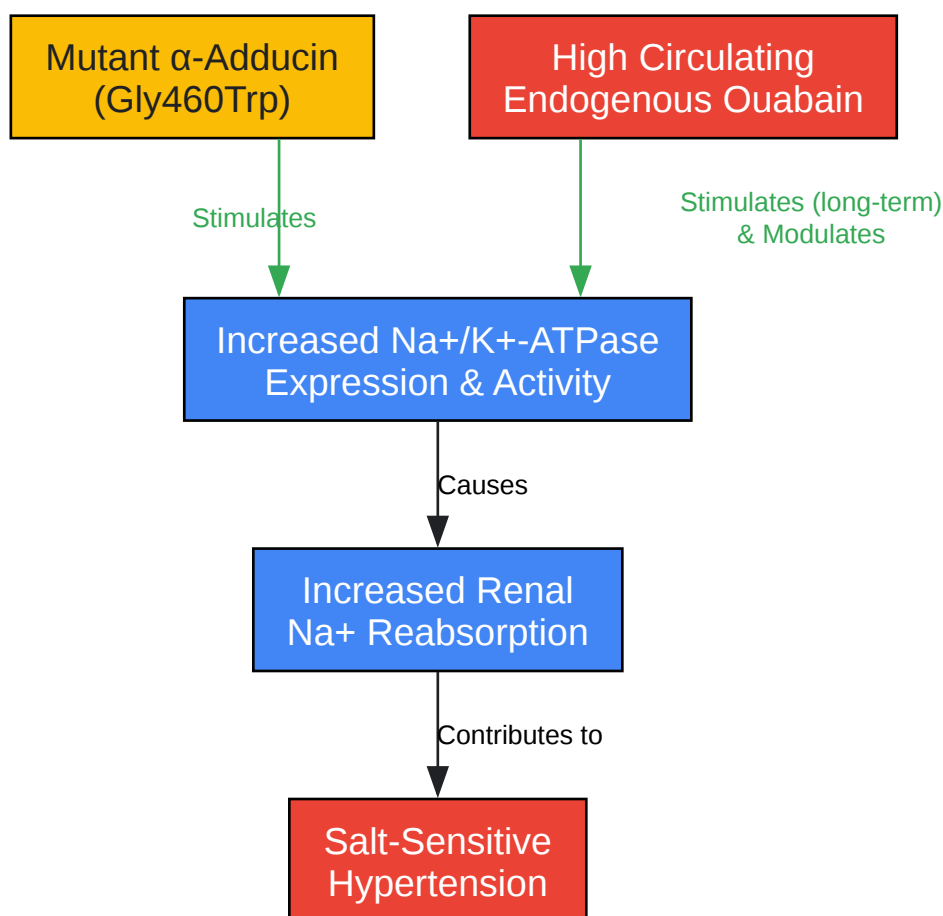 Mutant α-Adducin
(Gly460Trp)
High Circulating
Endogenous Ouabain
Stimulates
Stimulates (long-term)
& Modulates
Increased Na+/K+-ATPase
Expression & Activity
Causes
Increased Renal
Na+ Reabsorption
Contributes to
Salt-Sensitive
Hypertension